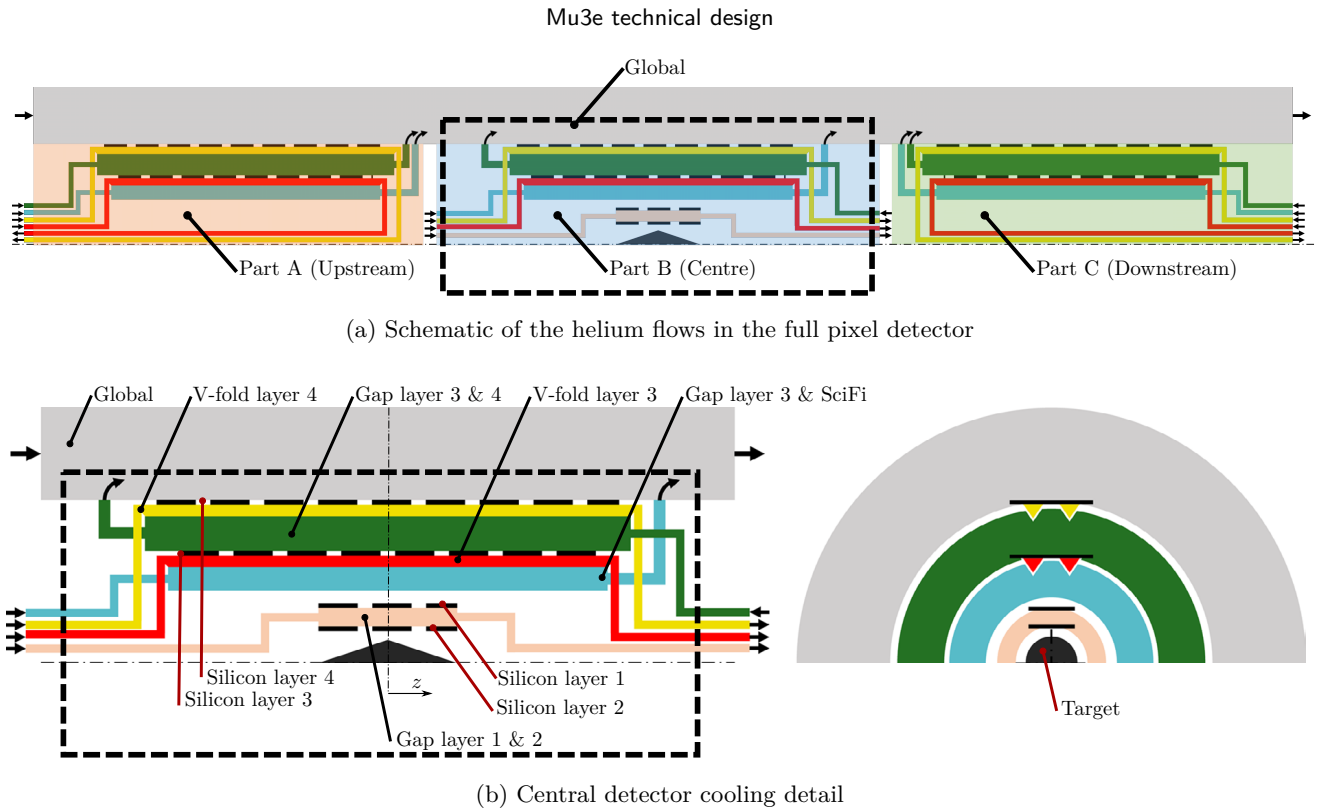 Mu3e technical design
Global
Part A (Upstream)
Part B (Centre)
Part C (Downstream)
(a) Schematic of the helium flows in the full pixel detector
Global
V-fold layer 4
Gap layer 3 & 4
V-fold layer 3
Gap layer 3 & SciFi
Silicon layer 4
Silicon layer 3
z
Silicon layer 1
Silicon layer 2
Gap layer 1 & 2
Target
(b) Central detector cooling detail